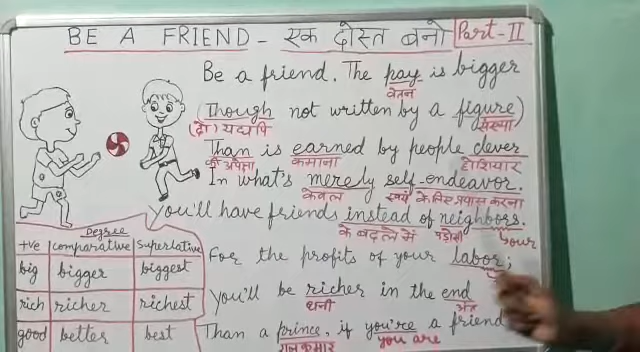 BE A FRIEND - एक दोस्त बनो Part-II
Be a friend. The pay is bigger
वेतन
(Though not written by a figure)
(दो) यद्यपि संख्या
Than is earned by people clever
की अपेक्षा कमाना होशियार
In what's merely self-endeavor.
केवल स्वयं के लिए प्रयास करना
You'll have friends instead of neighbors.
के बदले में पड़ोसी
your
For the profits of your labor;
You'll be richer in the end
धनी अंत
Than a prince, if you're a friend
राजकुमार you are
Degree
+ve comparative Superlative
big bigger biggest
rich richer richest
good better best